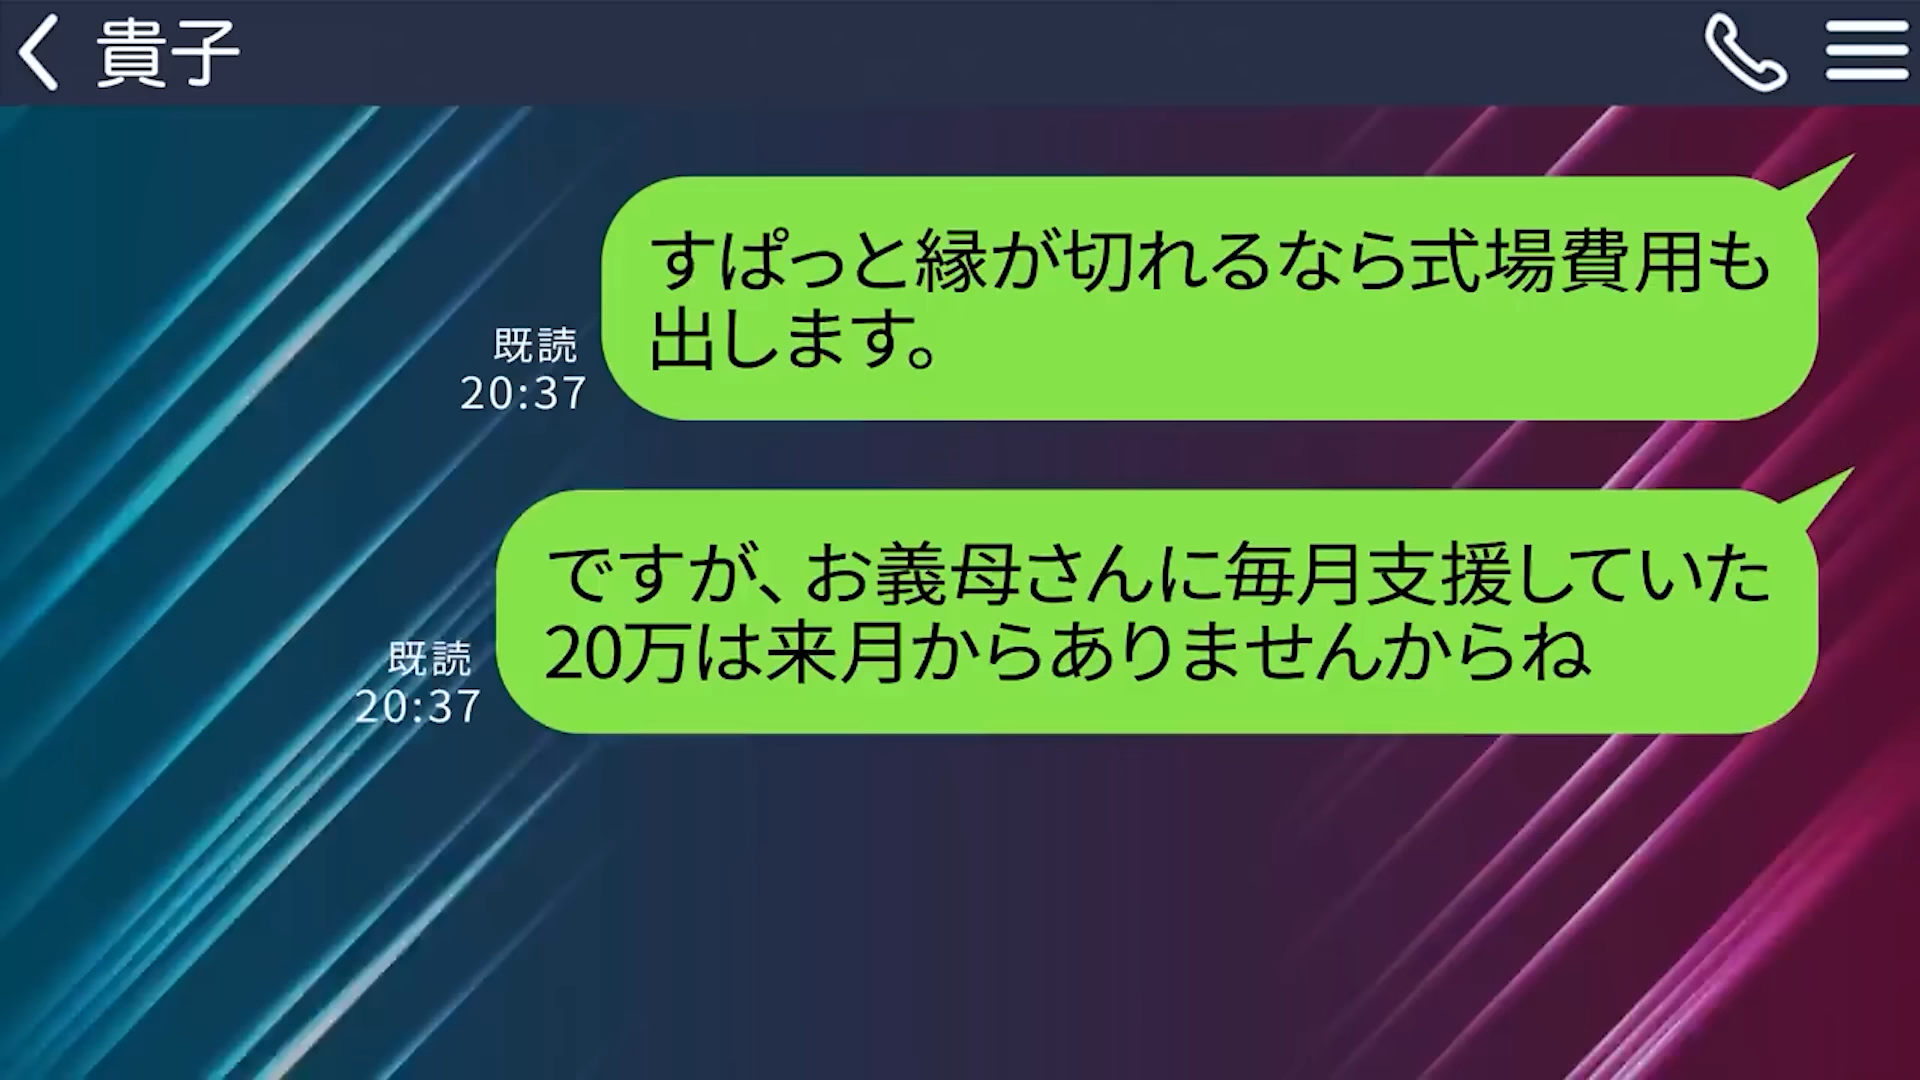 貴子
すぱっと縁が切れるなら式場費用も
出します。
既読
20:37
ですが、お義母さんに毎月支援していた
20万は来月からありませんからね
既読
20:37